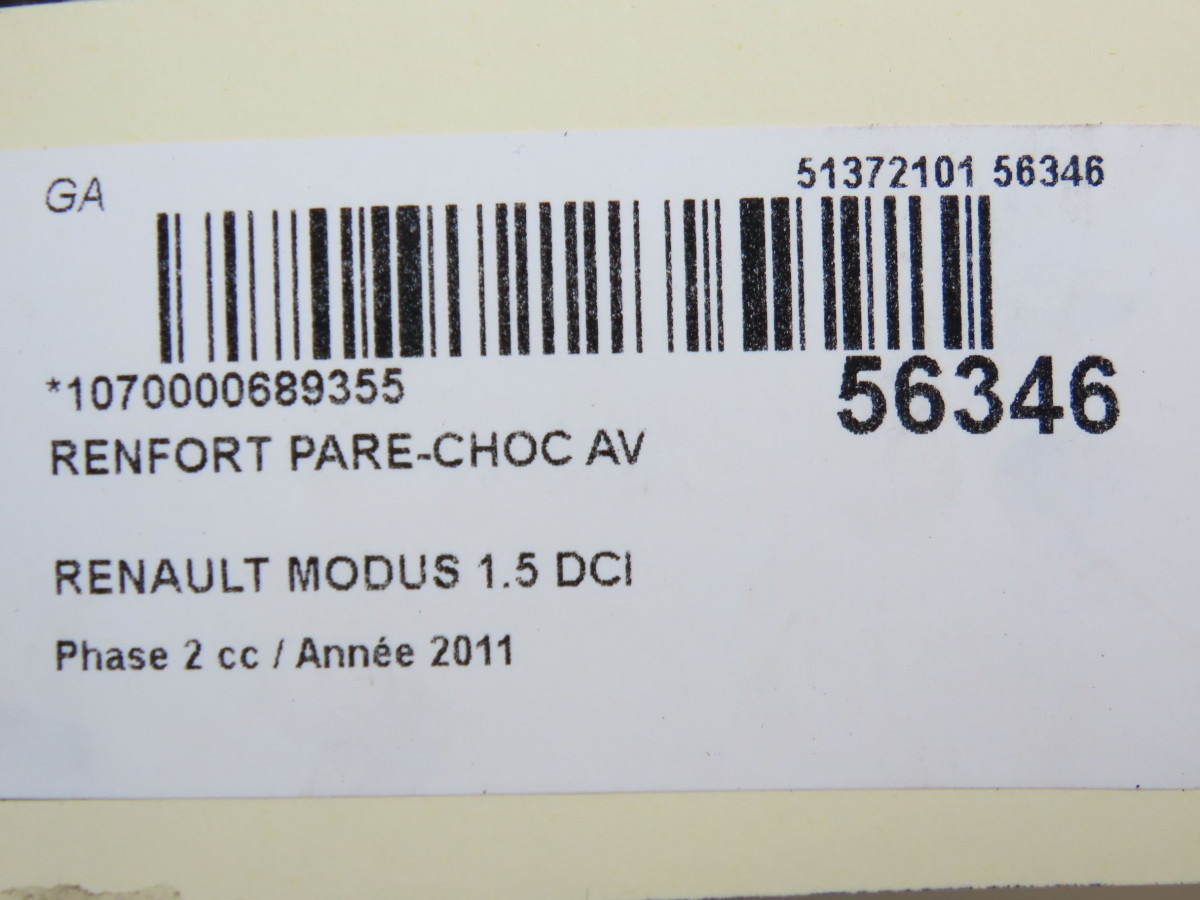 GA
51372101 56346
*1070000689355
56346
RENFORT PARE-CHOC AV
RENAULT MODUS 1.5 DCI
Phase 2 cc / Année 2011